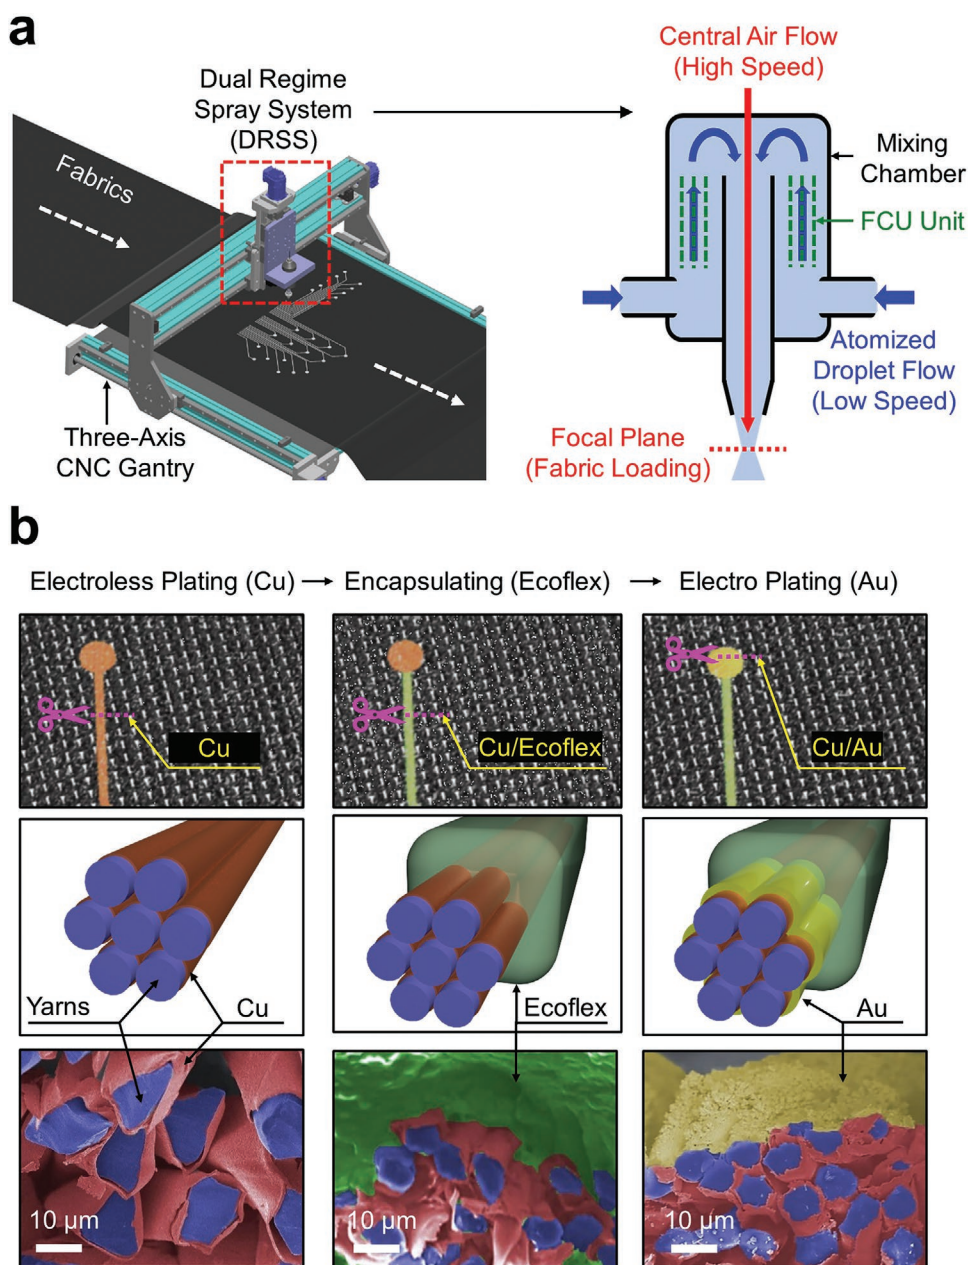 a
Dual Regime
Spray System
(DRSS)
Fabrics
Three-Axis
CNC Gantry
Central Air Flow
(High Speed)
Mixing
Chamber
FCU Unit
Atomized
Droplet Flow
(Low Speed)
Focal Plane
(Fabric Loading)
b
Electroless Plating (Cu)
Encapsulating (Ecoflex)
Electro Plating (Au)
Cu
Cu/Ecoflex
Cu/Au
Yarns
Cu
Ecoflex
Au
10 µm
10 µm
10 µm